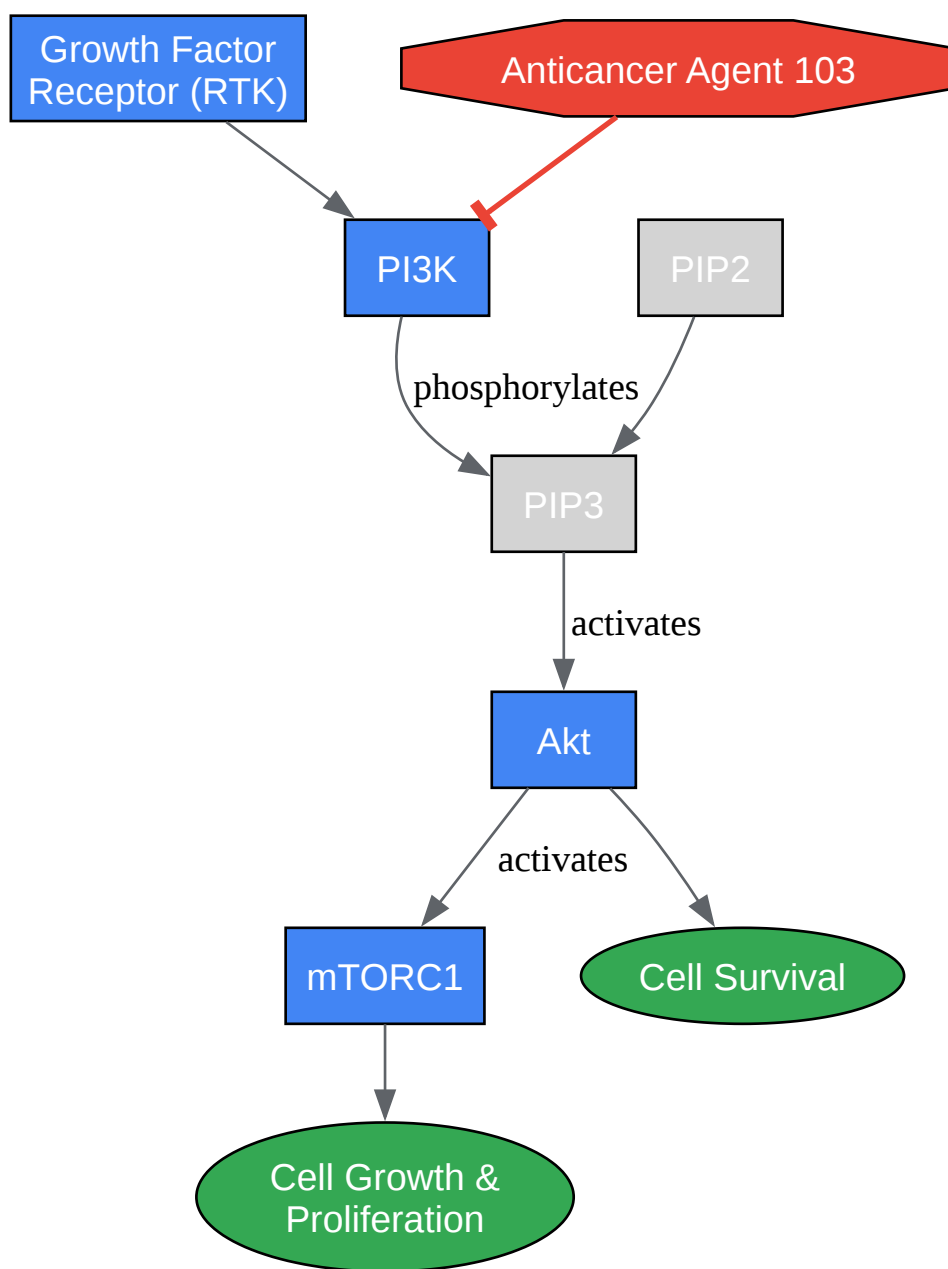 Growth Factor
Receptor (RTK)
Anticancer Agent 103
PI3K
PIP2
phosphorylates
PIP3
activates
Akt
activates
mTORC1
Cell Survival
Cell Growth &
Proliferation